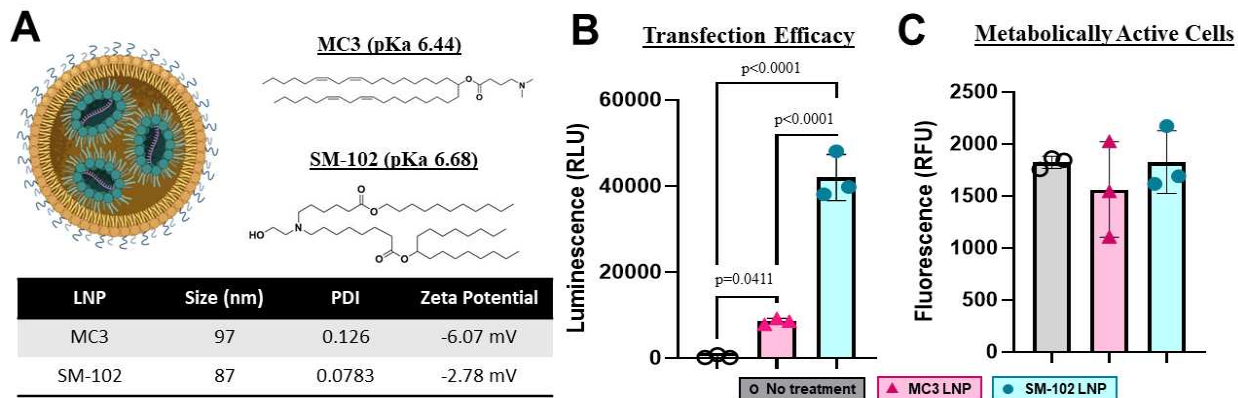 A
MC3 (pKa 6.44)
O
O
N
SM-102 (pKa 6.68)
O
O
HO
N
O
O
LNP Size (nm) PDI Zeta Potential
MC3 97 0.126 -6.07 mV
SM-102 87 0.0783 -2.78 mV
B
Transfection Efficacy
p<0.0001
p<0.0001
p=0.0411
Luminescence (RLU)
60000
40000
20000
0
C
Metabolically Active Cells
Fluorescence (RFU)
2500
2000
1500
1000
500
0
No treatment MC3 LNP SM-102 LNP